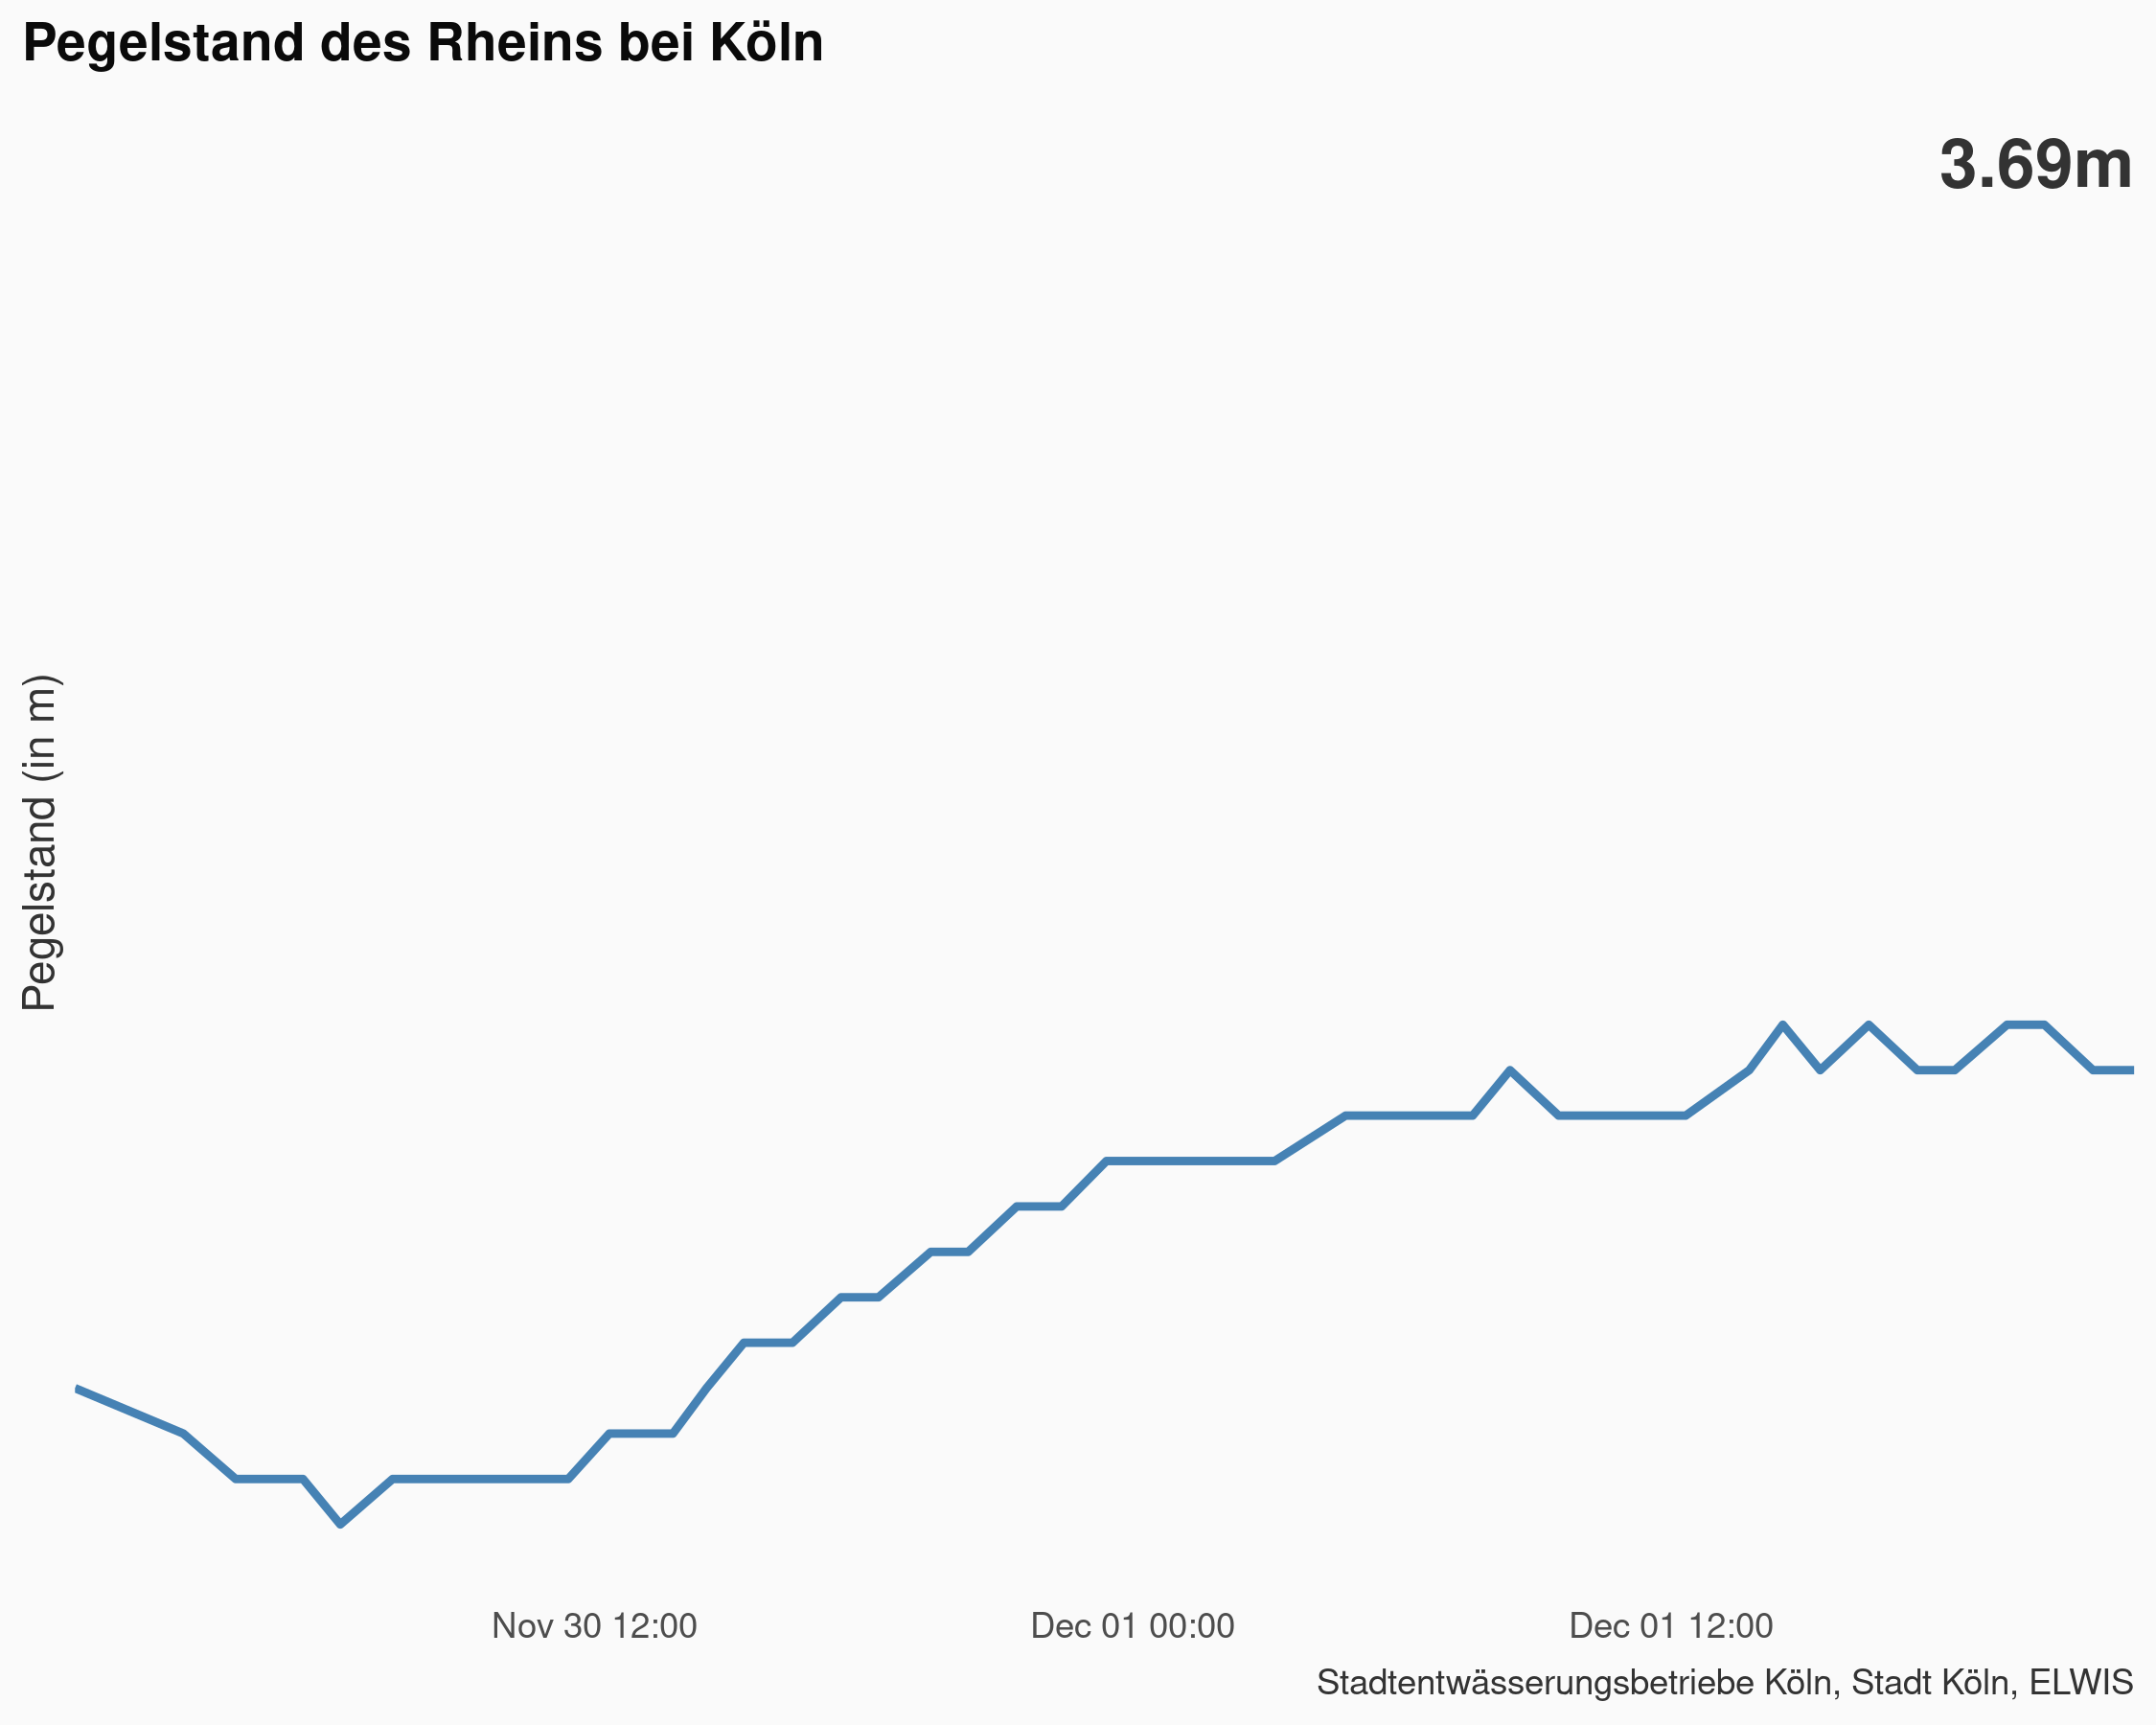 Pegelstand des Rheins bei Köln
3.69m
Pegelstand (in m)
Nov 30 12:00
Dec 01 00:00
Dec 01 12:00
Stadtentwässerungsbetriebe Köln, Stadt Köln, ELWIS